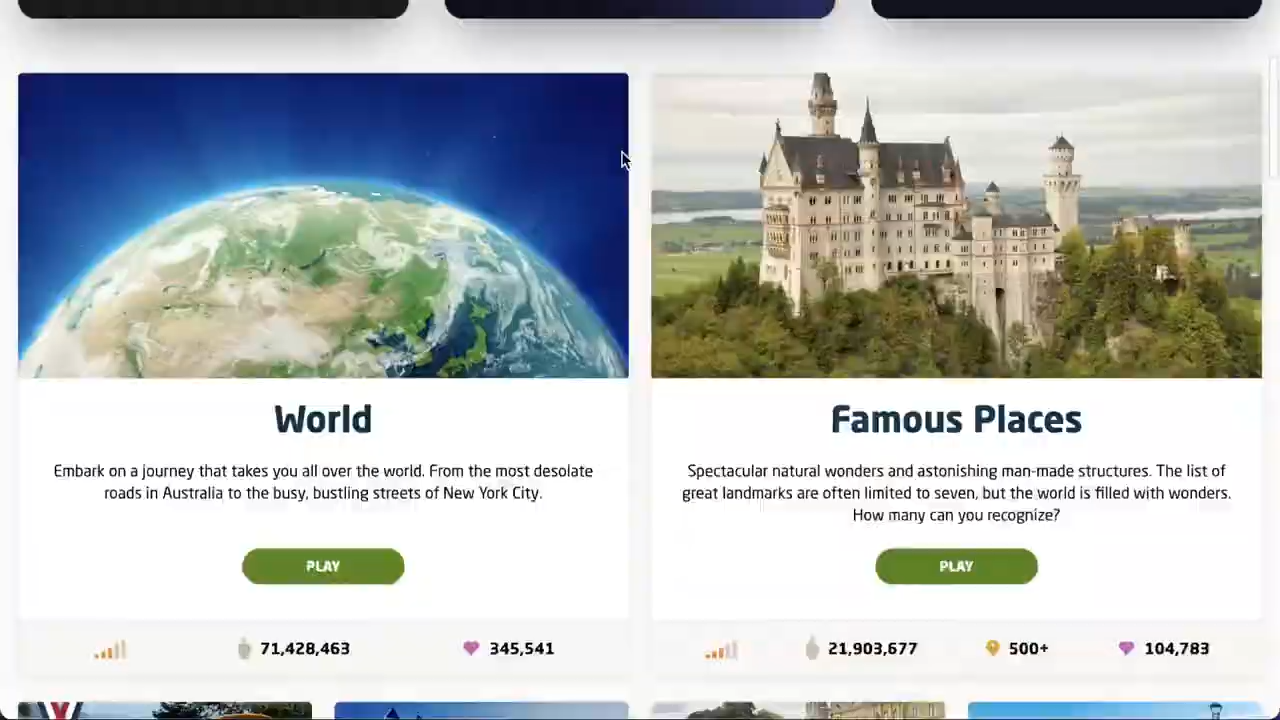 World
Embark on a journey that takes you all over the world. From the most desolate
roads in Australia to the busy, bustling streets of New York City.
PLAY
71,428,463
345,541
Famous Places
Spectacular natural wonders and astonishing man-made structures. The list of
great landmarks are often limited to seven, but the world is filled with wonders.
How many can you recognize?
PLAY
21,903,677
500+
104,783